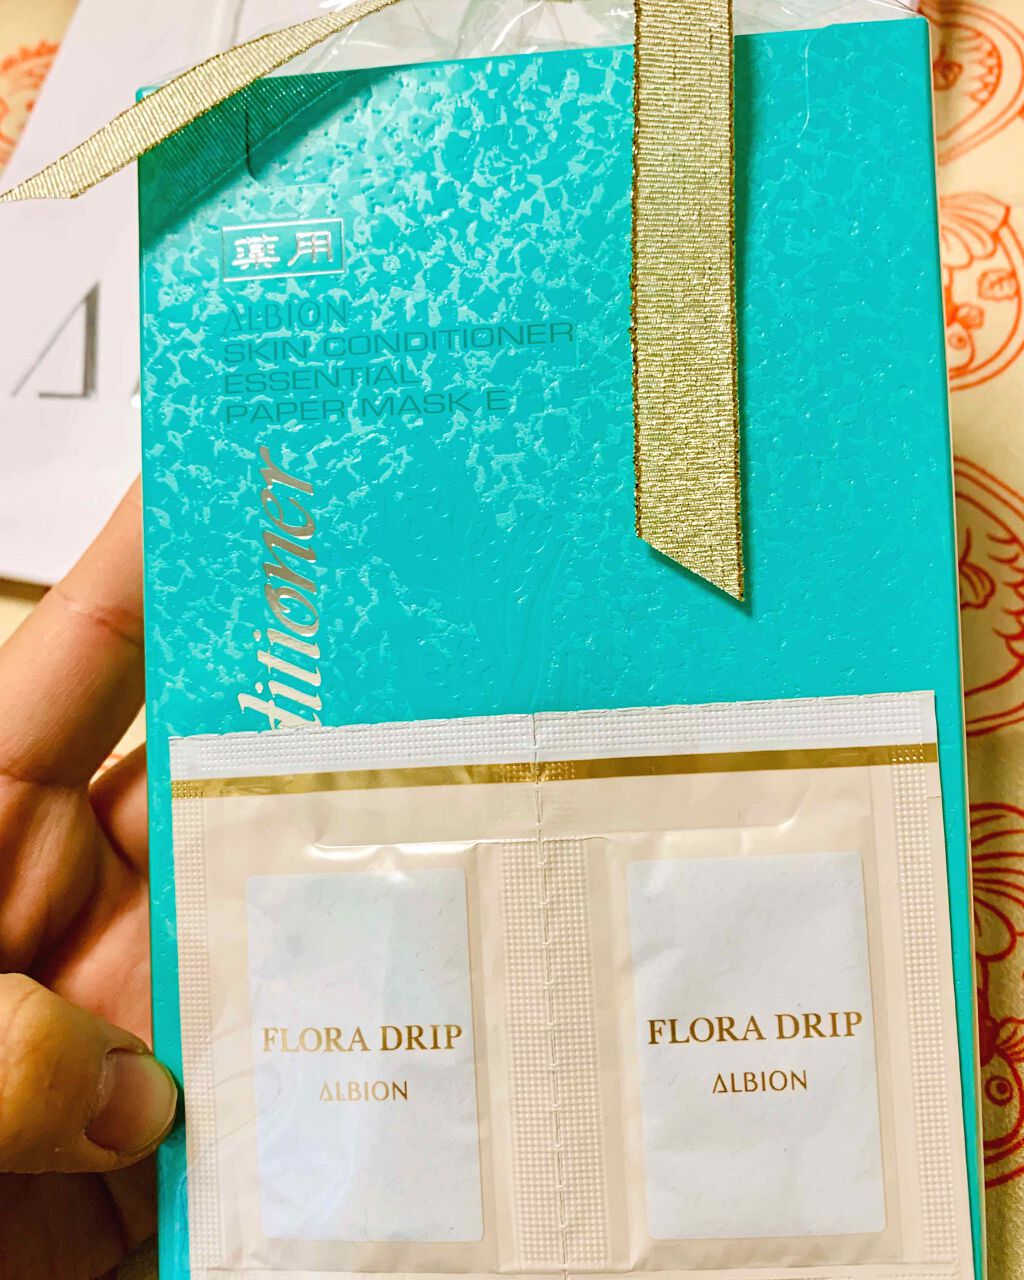 薬用
ALBION
SKIN CONDITIONER
ESSENTIAL
PAPER MASK E
ditioner
FLORA DRIP
ALBION
FLORA DRIP
ALBION